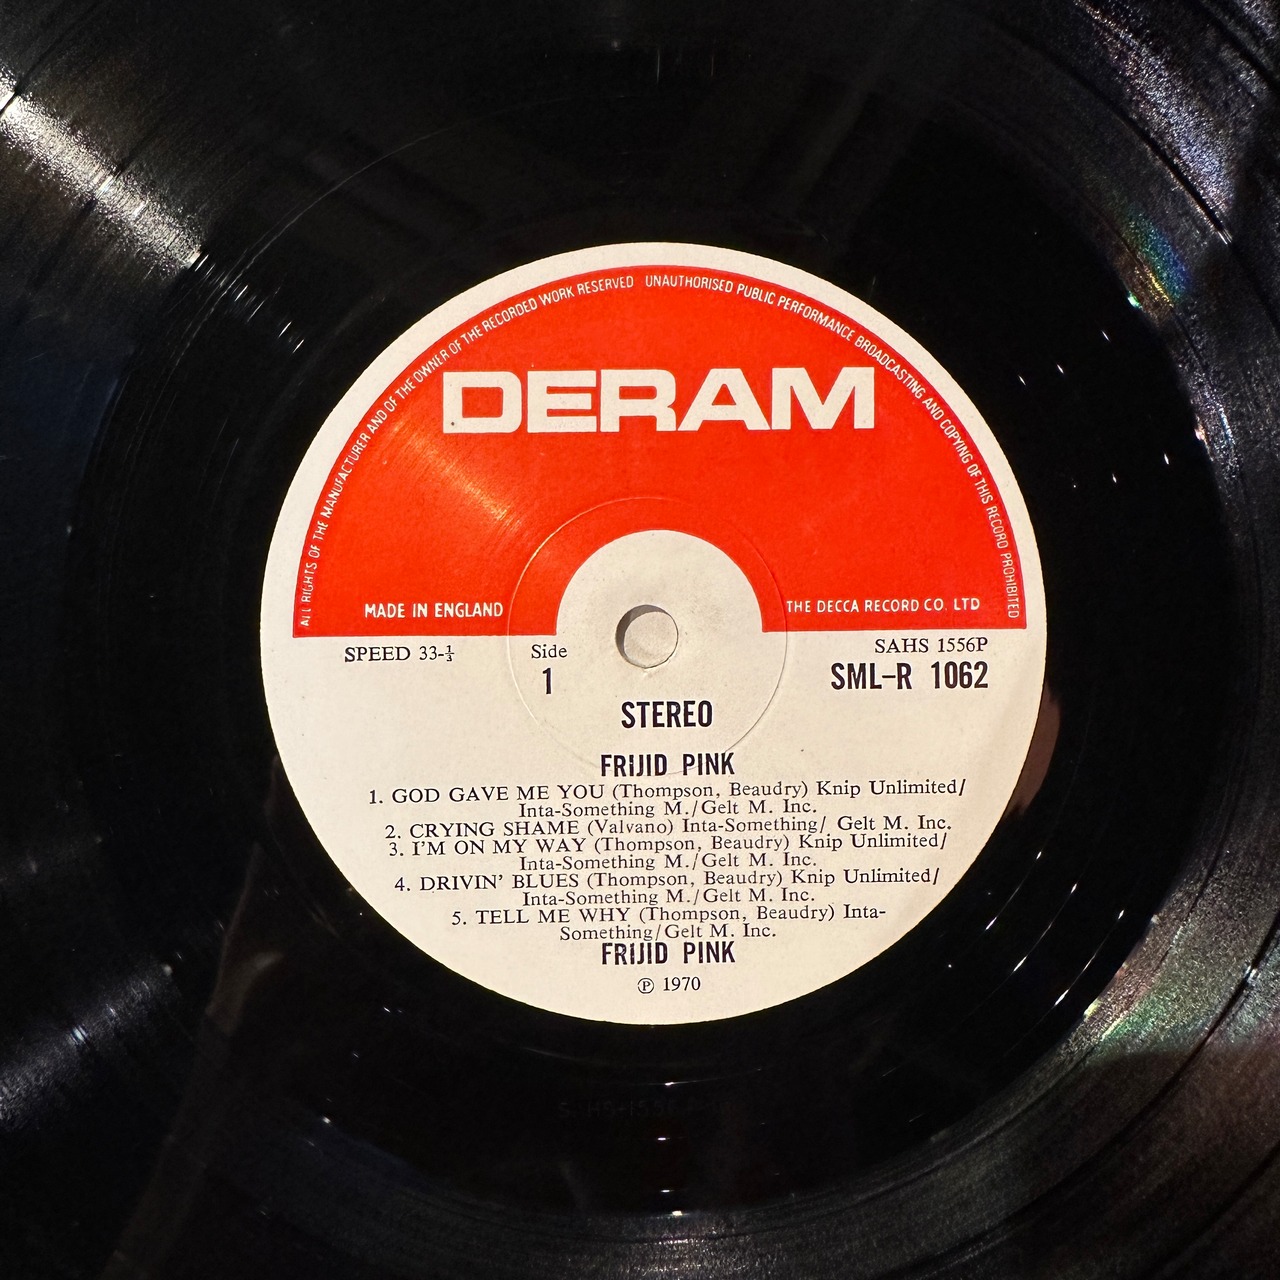 ALL RIGHTS OF THE MANUFACTURER AND OF THE OWNER OF THE RECORDED WORK RESERVED UNAUTHORISED PUBLIC PERFORMANCE BROADCASTING AND COPYING OF THIS RECORD PROHIBITED
DERAM
MADE IN ENGLAND
THE DECCA RECORD CO. LTD
SPEED 33-⅓
Side
1
SAHS 1556P
SML-R 1062
STEREO
FRIJID PINK
1. GOD GAVE ME YOU (Thompson, Beaudry) Knip Unlimited/
Inta-Something M./Gelt M. Inc.
2. CRYING SHAME (Valvano) Inta-Something/ Gelt M. Inc.
3. I'M ON MY WAY (Thompson, Beaudry) Knip Unlimited/
Inta-Something M./Gelt M. Inc.
4. DRIVIN' BLUES (Thompson, Beaudry) Knip Unlimited/
Inta-Something M./Gelt M. Inc.
5. TELL ME WHY (Thompson, Beaudry) Inta-
Something/Gelt M. Inc.
FRIJID PINK
℗ 1970